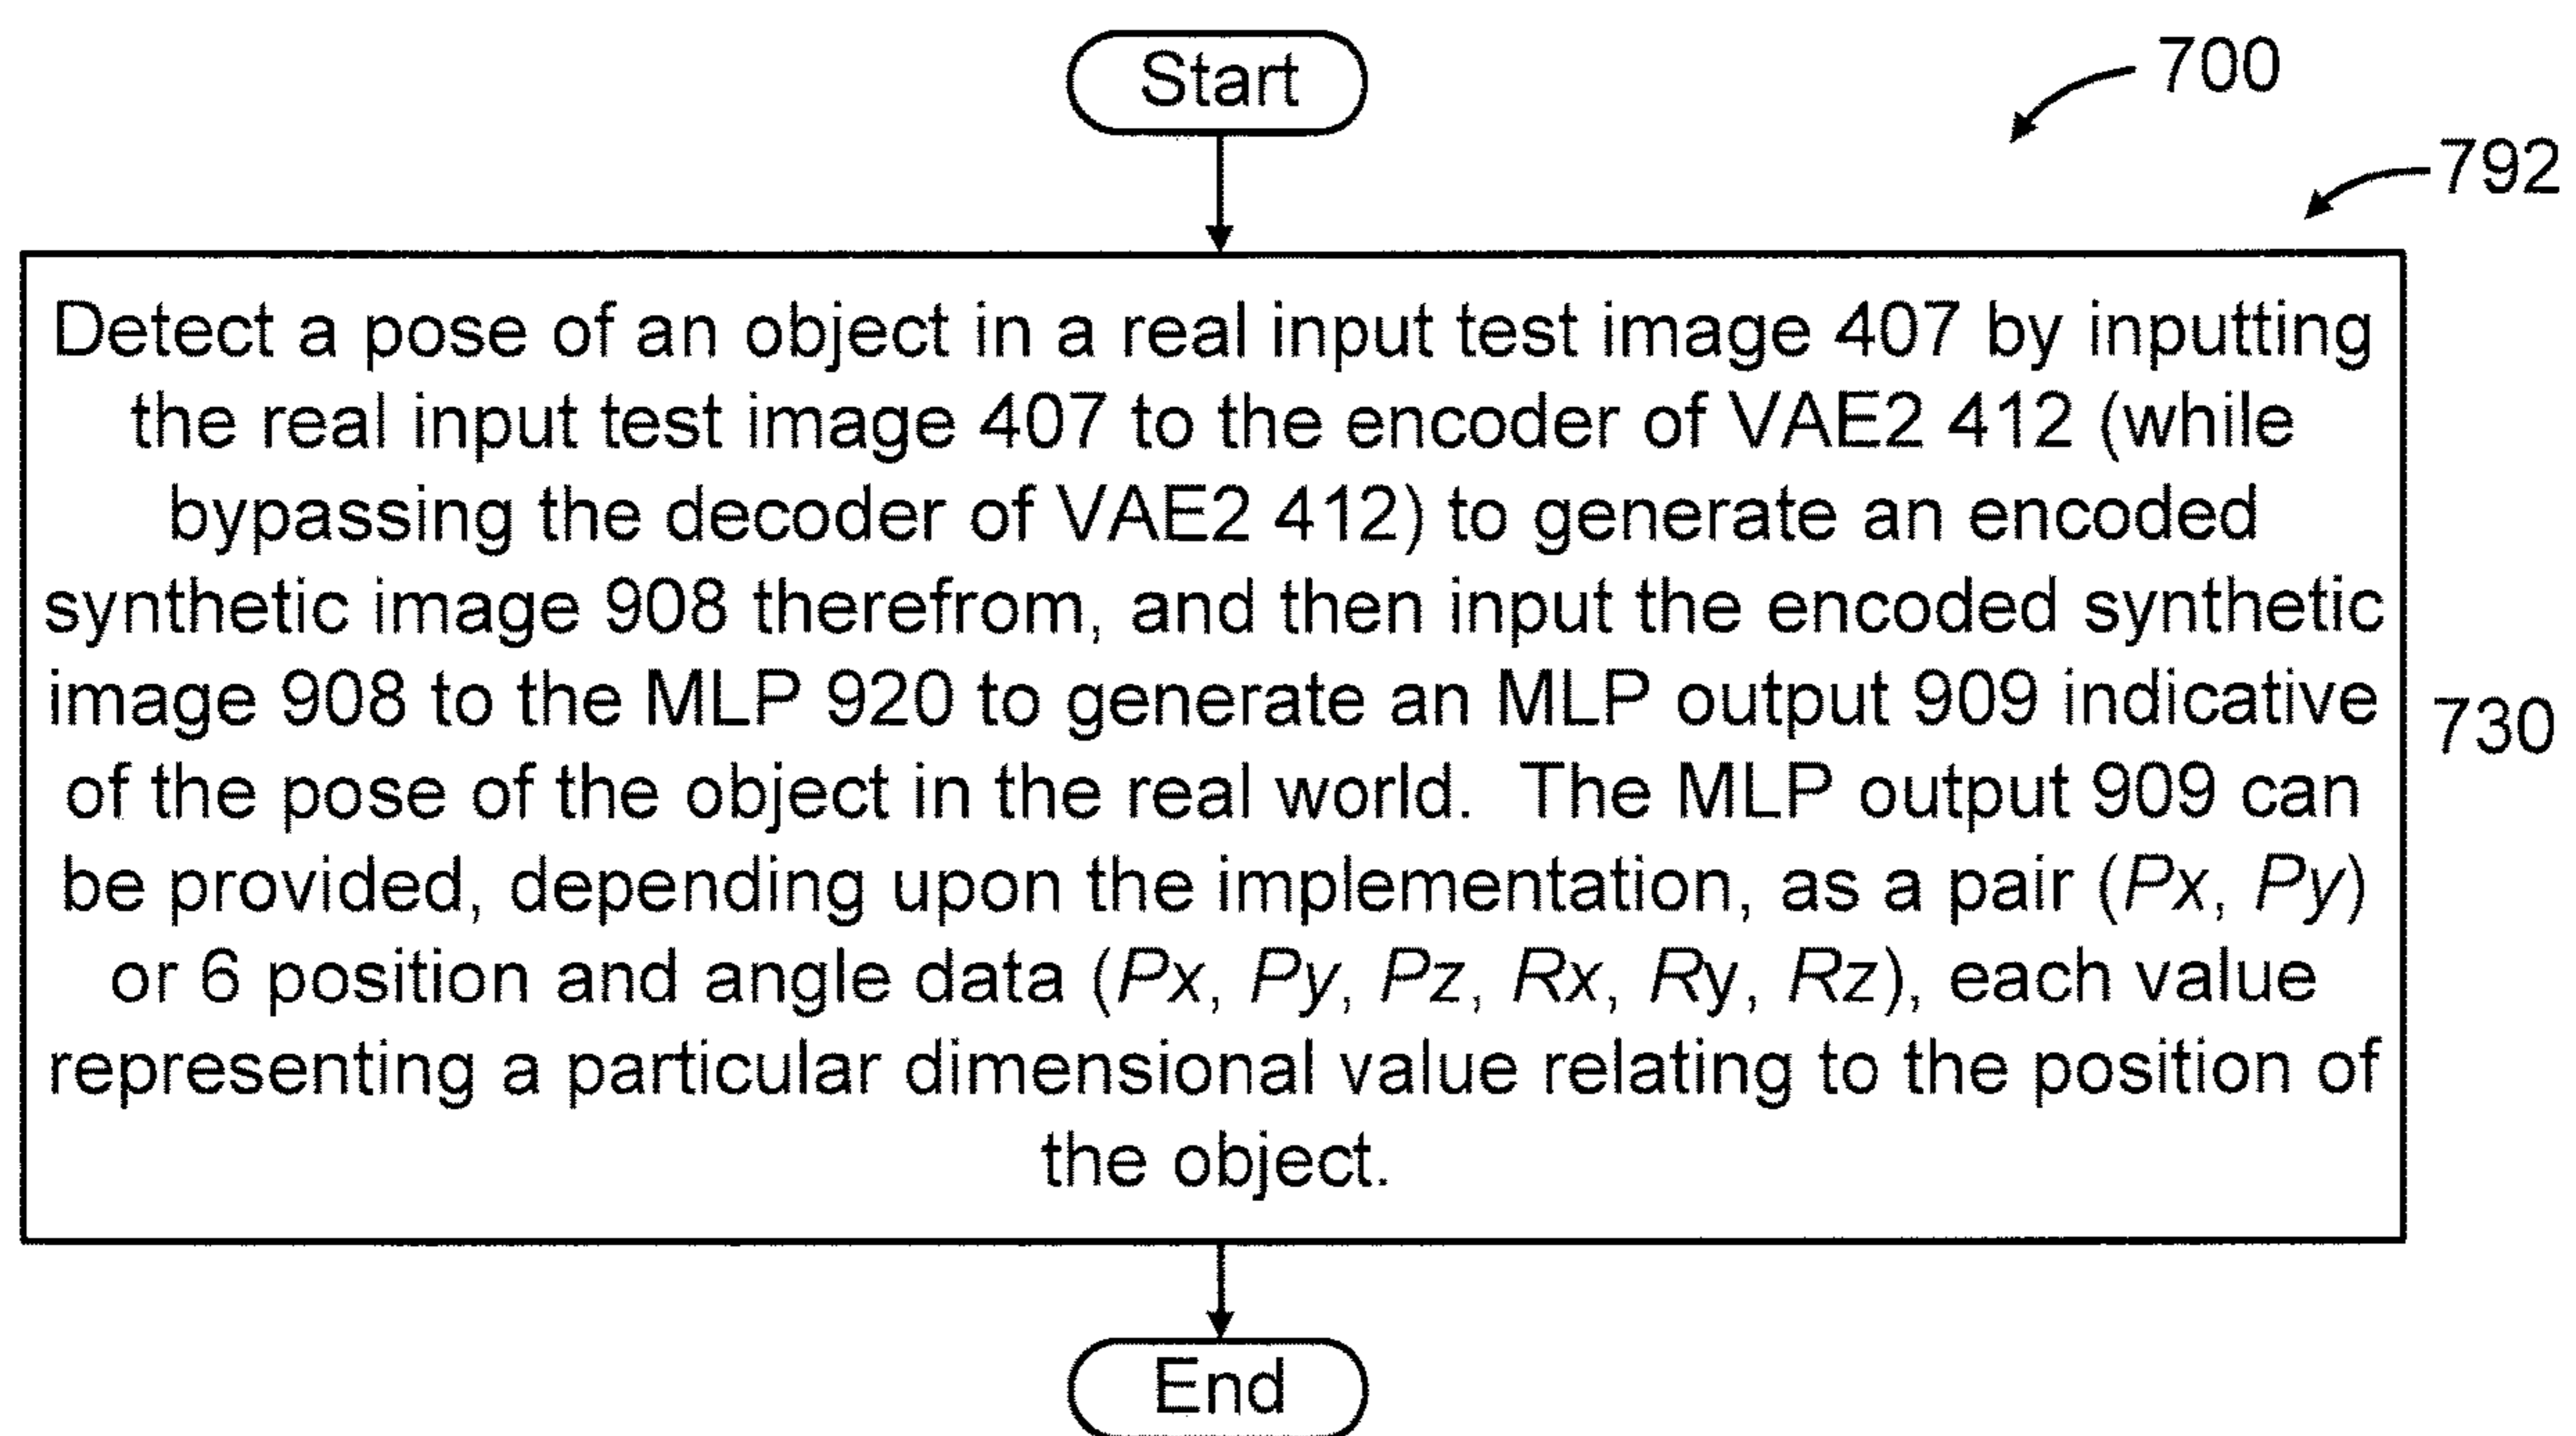 Start
700
792
Detect a pose of an object in a real input test image 407 by inputting
the real input test image 407 to the encoder of VAE2 412 (while
bypassing the decoder of VAE2 412) to generate an encoded
synthetic image 908 therefrom, and then input the encoded synthetic
image 908 to the MLP 920 to generate an MLP output 909 indicative
of the pose of the object in the real world. The MLP output 909 can
be provided, depending upon the implementation, as a pair (Px, Py)
or 6 position and angle data (Px, Py, Pz, Rx, Ry, Rz), each value
representing a particular dimensional value relating to the position of
the object.
730
End